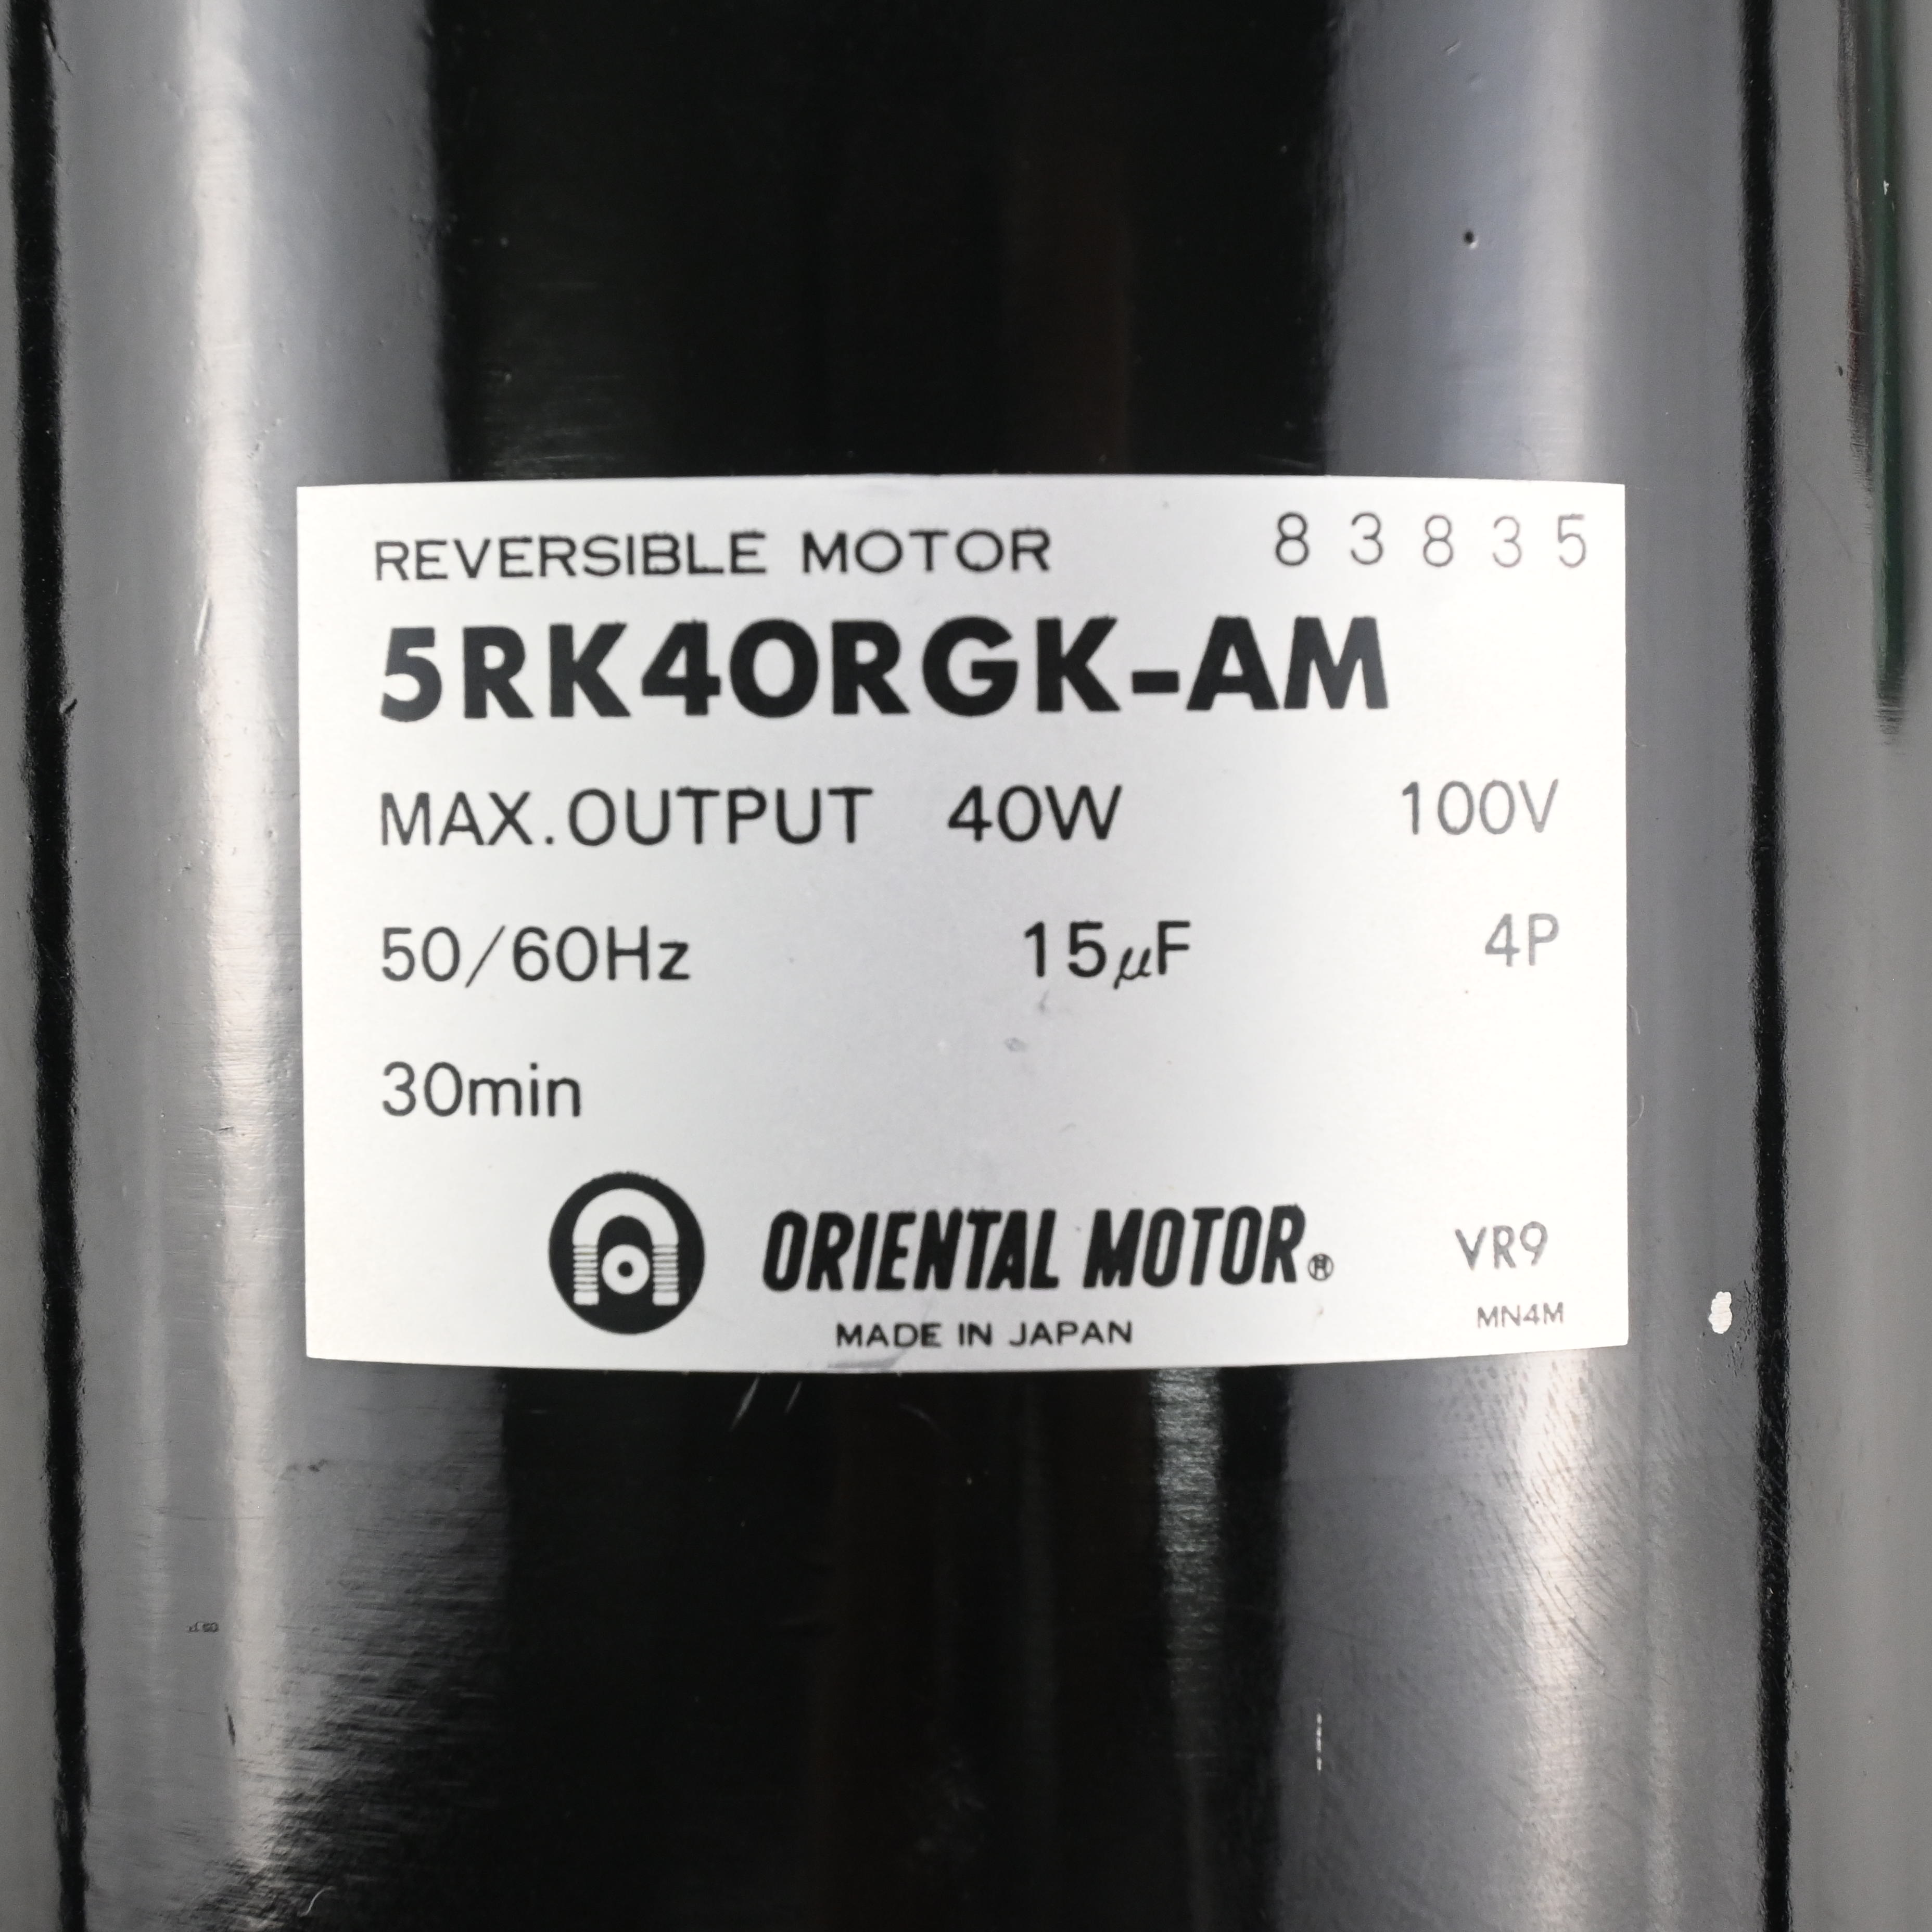 REVERSIBLE MOTOR 83835
5RK40RGK-AM
MAX.OUTPUT 40W 100V
50/60Hz 15μF 4P
30min
ORIENTAL MOTOR® VR9
MADE IN JAPAN MN4M